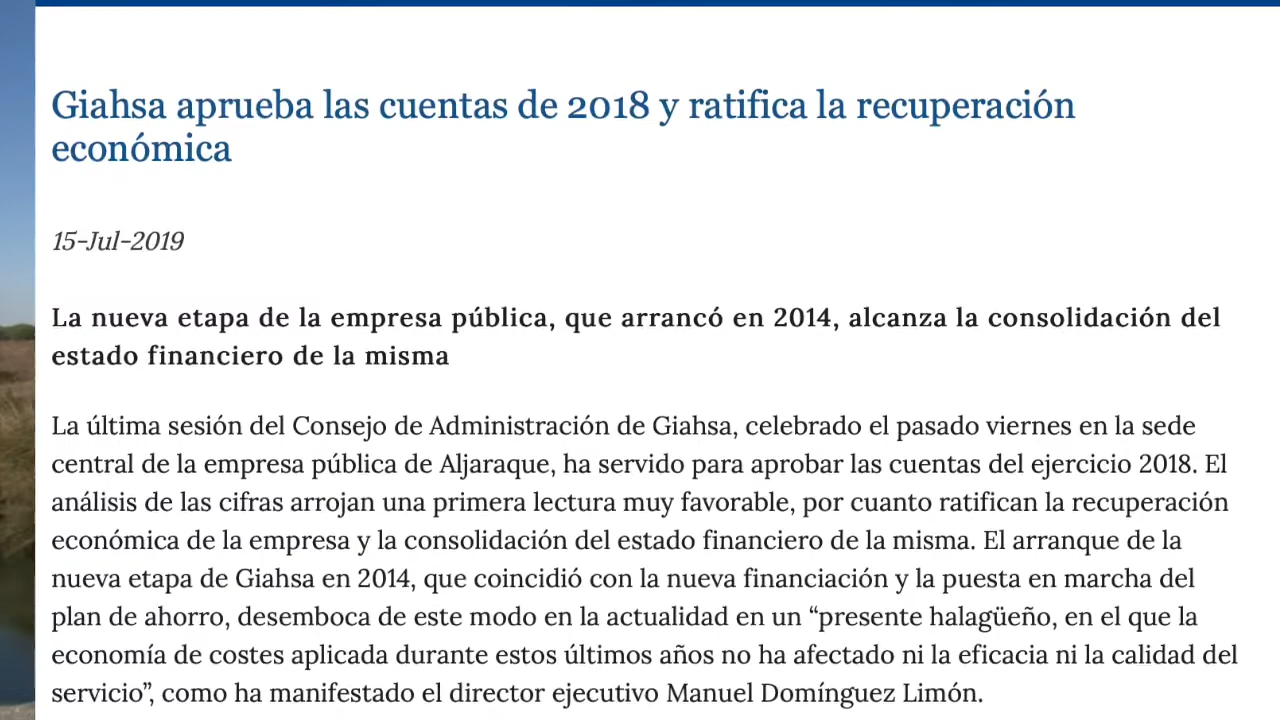 Giahsa aprueba las cuentas de 2018 y ratifica la recuperación
económica
15-Jul-2019
La nueva etapa de la empresa pública, que arrancó en 2014, alcanza la consolidación del
estado financiero de la misma
La última sesión del Consejo de Administración de Giahsa, celebrado el pasado viernes en la sede
central de la empresa pública de Aljaraque, ha servido para aprobar las cuentas del ejercicio 2018. El
análisis de las cifras arrojan una primera lectura muy favorable, por cuanto ratifican la recuperación
económica de la empresa y la consolidación del estado financiero de la misma. El arranque de la
nueva etapa de Giahsa en 2014, que coincidió con la nueva financiación y la puesta en marcha del
plan de ahorro, desemboca de este modo en la actualidad en un “presente halagüeño, en el que la
economía de costes aplicada durante estos últimos años no ha afectado ni la eficacia ni la calidad del
servicio”, como ha manifestado el director ejecutivo Manuel Domínguez Limón.